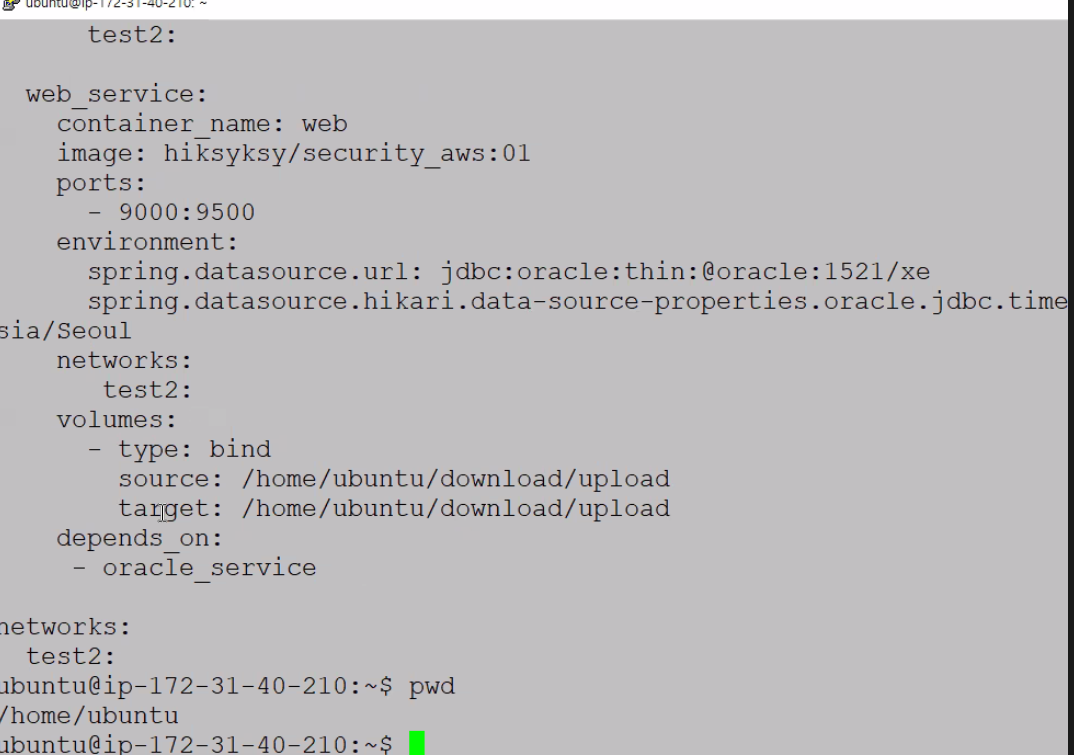 ubuntu@ip-172-31-40-210: ~
test2:
web_service:
container_name: web
image: hiksyksy/security_aws:01
ports:
- 9000:9500
environment:
spring.datasource.url: jdbc:oracle:thin:@oracle:1521/xe
spring.datasource.hikari.data-source-properties.oracle.jdbc.time
sia/Seoul
networks:
test2:
volumes:
- type: bind
source: /home/ubuntu/download/upload
target: /home/ubuntu/download/upload
depends_on:
- oracle_service
networks:
test2:
ubuntu@ip-172-31-40-210:~$ pwd
/home/ubuntu
ubuntu@ip-172-31-40-210:~$